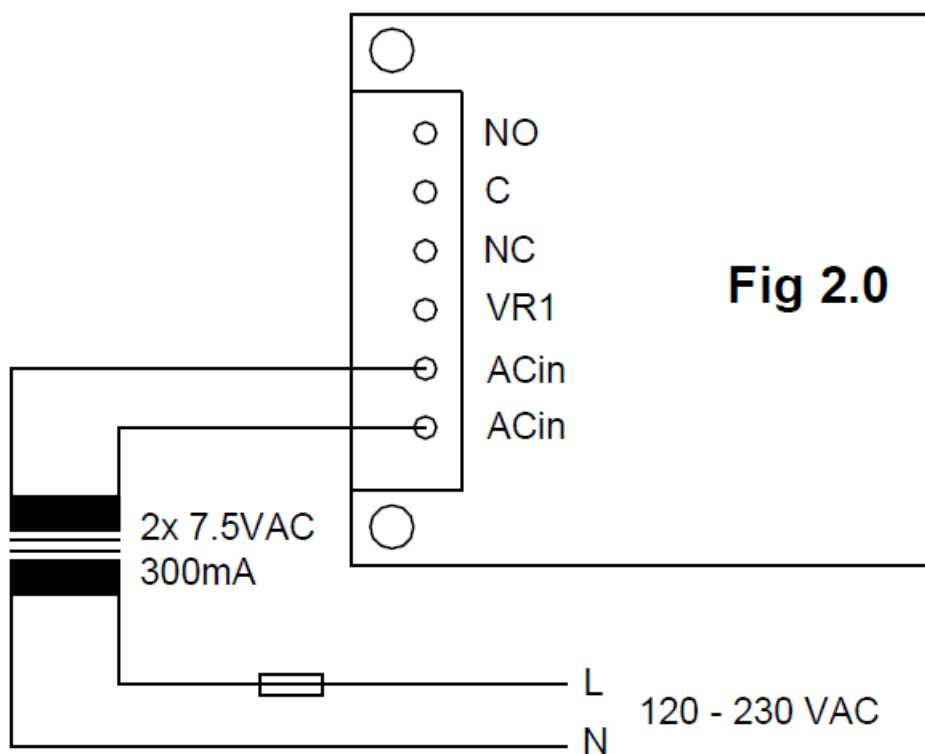 NO
C
NC
VR1
ACin
ACin
Fig 2.0
2x 7.5VAC
300mA
L
N
120 - 230 VAC